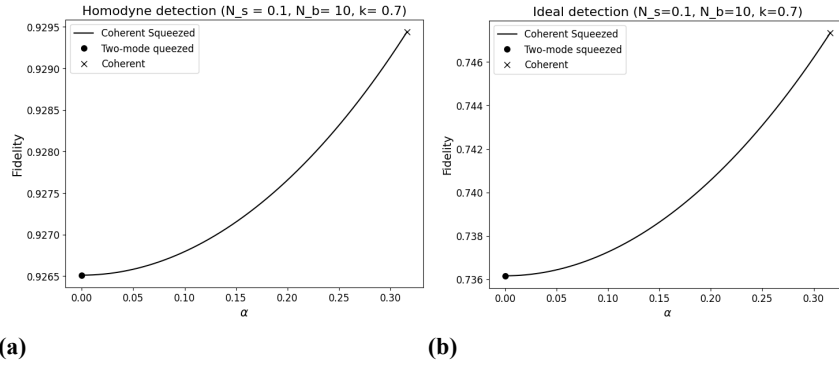 Homodyne detection (N_s = 0.1, N_b= 10, k= 0.7)
Coherent Squeezed
Two-mode queezed
Coherent
0.9295
0.9290
0.9285
0.9280
0.9275
0.9270
0.9265
Fidelity
0.00 0.05 0.10 0.15 0.20 0.25 0.30
α
(a)
Ideal detection (N_s=0.1, N_b=10, k=0.7)
Coherent Squeezed
Two-mode squeezed
Coherent
0.746
0.744
0.742
0.740
0.738
0.736
Fidelity
0.00 0.05 0.10 0.15 0.20 0.25 0.30
α
(b)